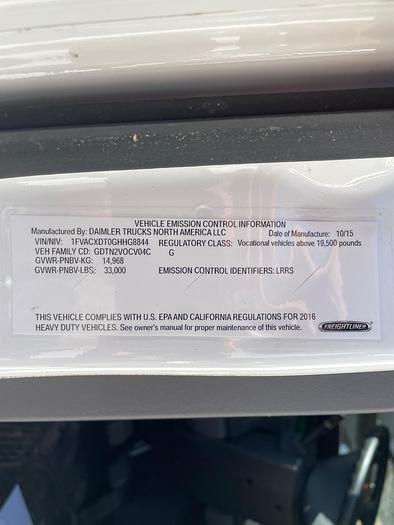 VEHICLE EMISSION CONTROL INFORMATION
Manufactured By: DAIMLER TRUCKS NORTH AMERICA LLC Date of Manufacture: 10/15
VIN/NIV: 1FVACXDT0GHHG8844 REGULATORY CLASS: Vocational vehicles above 19,500 pounds
VEH FAMILY CD: GDTN2VOCV04C G
GVWR-PNBV-KG: 14,968
GVWR-PNBV-LBS: 33,000 EMISSION CONTROL IDENTIFIERS: LRRS
THIS VEHICLE COMPLIES WITH U.S. EPA AND CALIFORNIA REGULATIONS FOR 2016
HEAVY DUTY VEHICLES. See owner's manual for proper maintenance of this vehicle. FREIGHTLINER